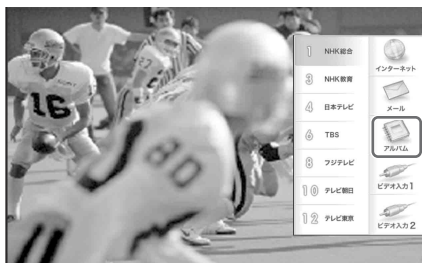 1 NHK総合
3 NHK教育
4 日本テレビ
6 TBS
8 フジテレビ
10 テレビ朝日
12 テレビ東京
インターネット
メール
アルバム
ビデオ入力1
ビデオ入力2
16
80
27